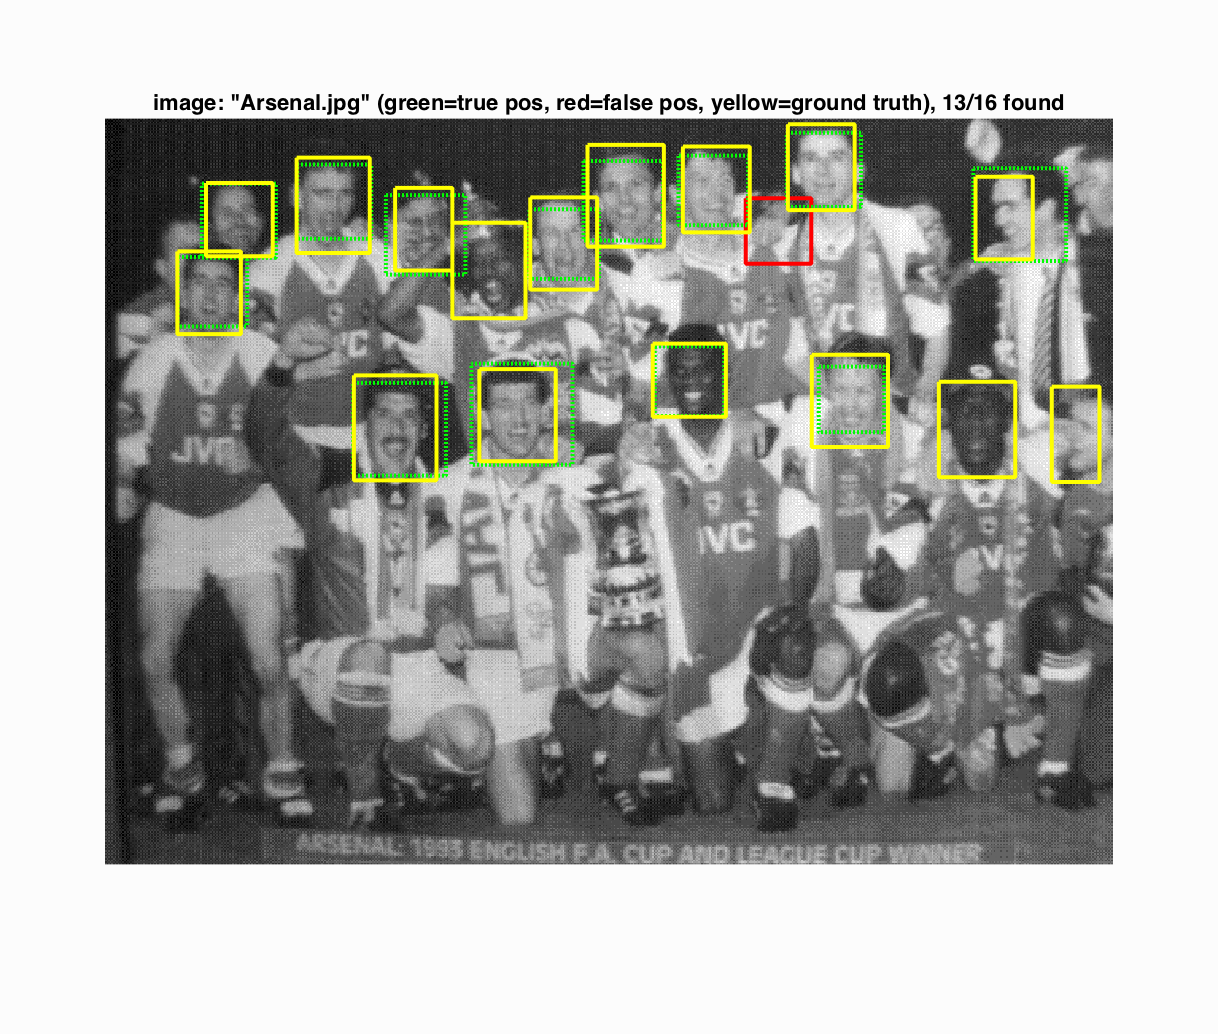 image: "Arsenal.jpg" (green=true pos, red=false pos, yellow=ground truth), 13/16 found
JVC
JVC
ARSENAL: 1993 ENGLISH F.A. CUP AND LEAGUE CUP WINNER